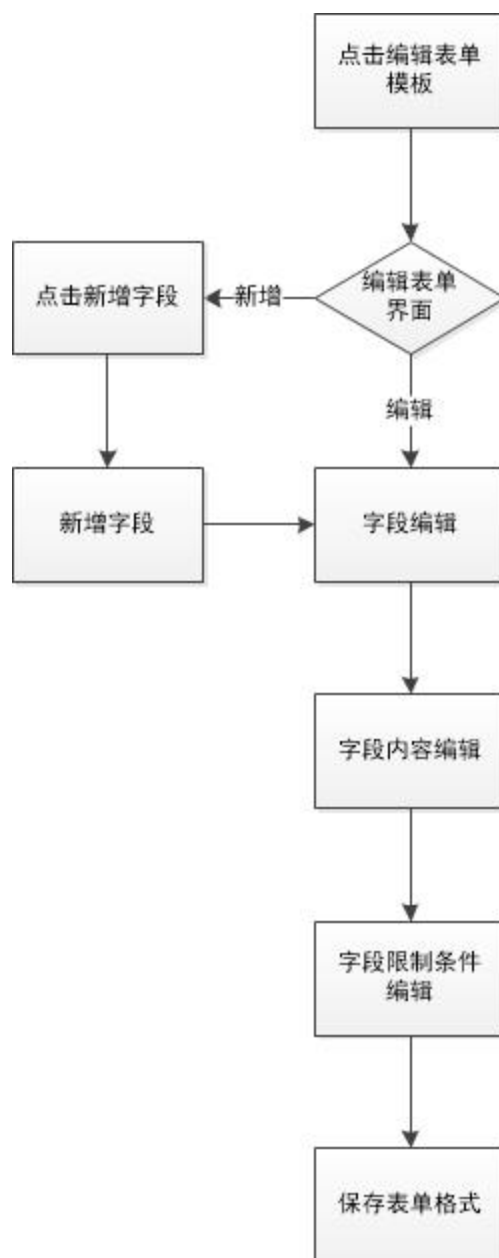 点击编辑表单
模板
点击新增字段
新增
编辑表单
界面
编辑
新增字段
字段编辑
字段内容编辑
字段限制条件
编辑
保存表单格式